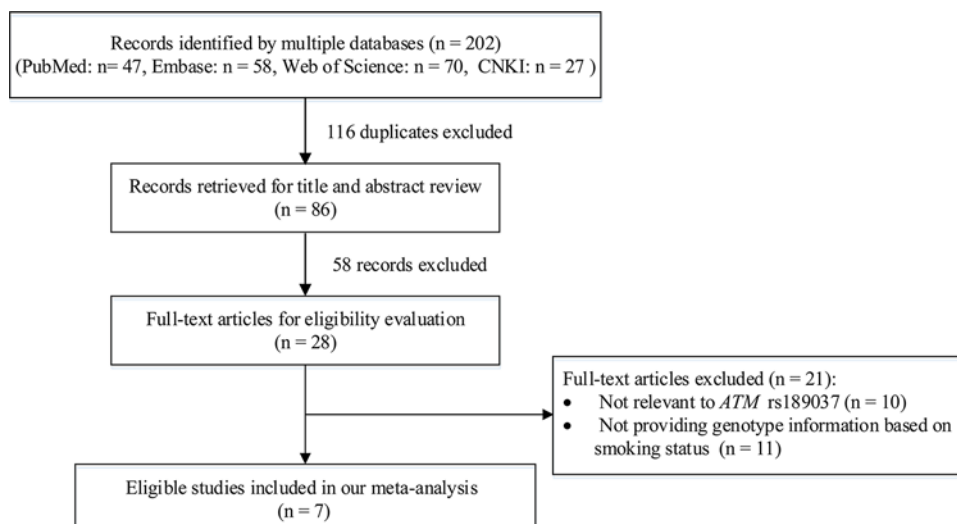 Records identified by multiple databases (n = 202)
(PubMed: n= 47, Embase: n = 58, Web of Science: n = 70, CNKI: n = 27 )
116 duplicates excluded
Records retrieved for title and abstract review
(n = 86)
58 records excluded
Full-text articles for eligibility evaluation
(n = 28)
Full-text articles excluded (n = 21):
• Not relevant to ATM rs189037 (n = 10)
• Not providing genotype information based on
smoking status (n = 11)
Eligible studies included in our meta-analysis
(n = 7)